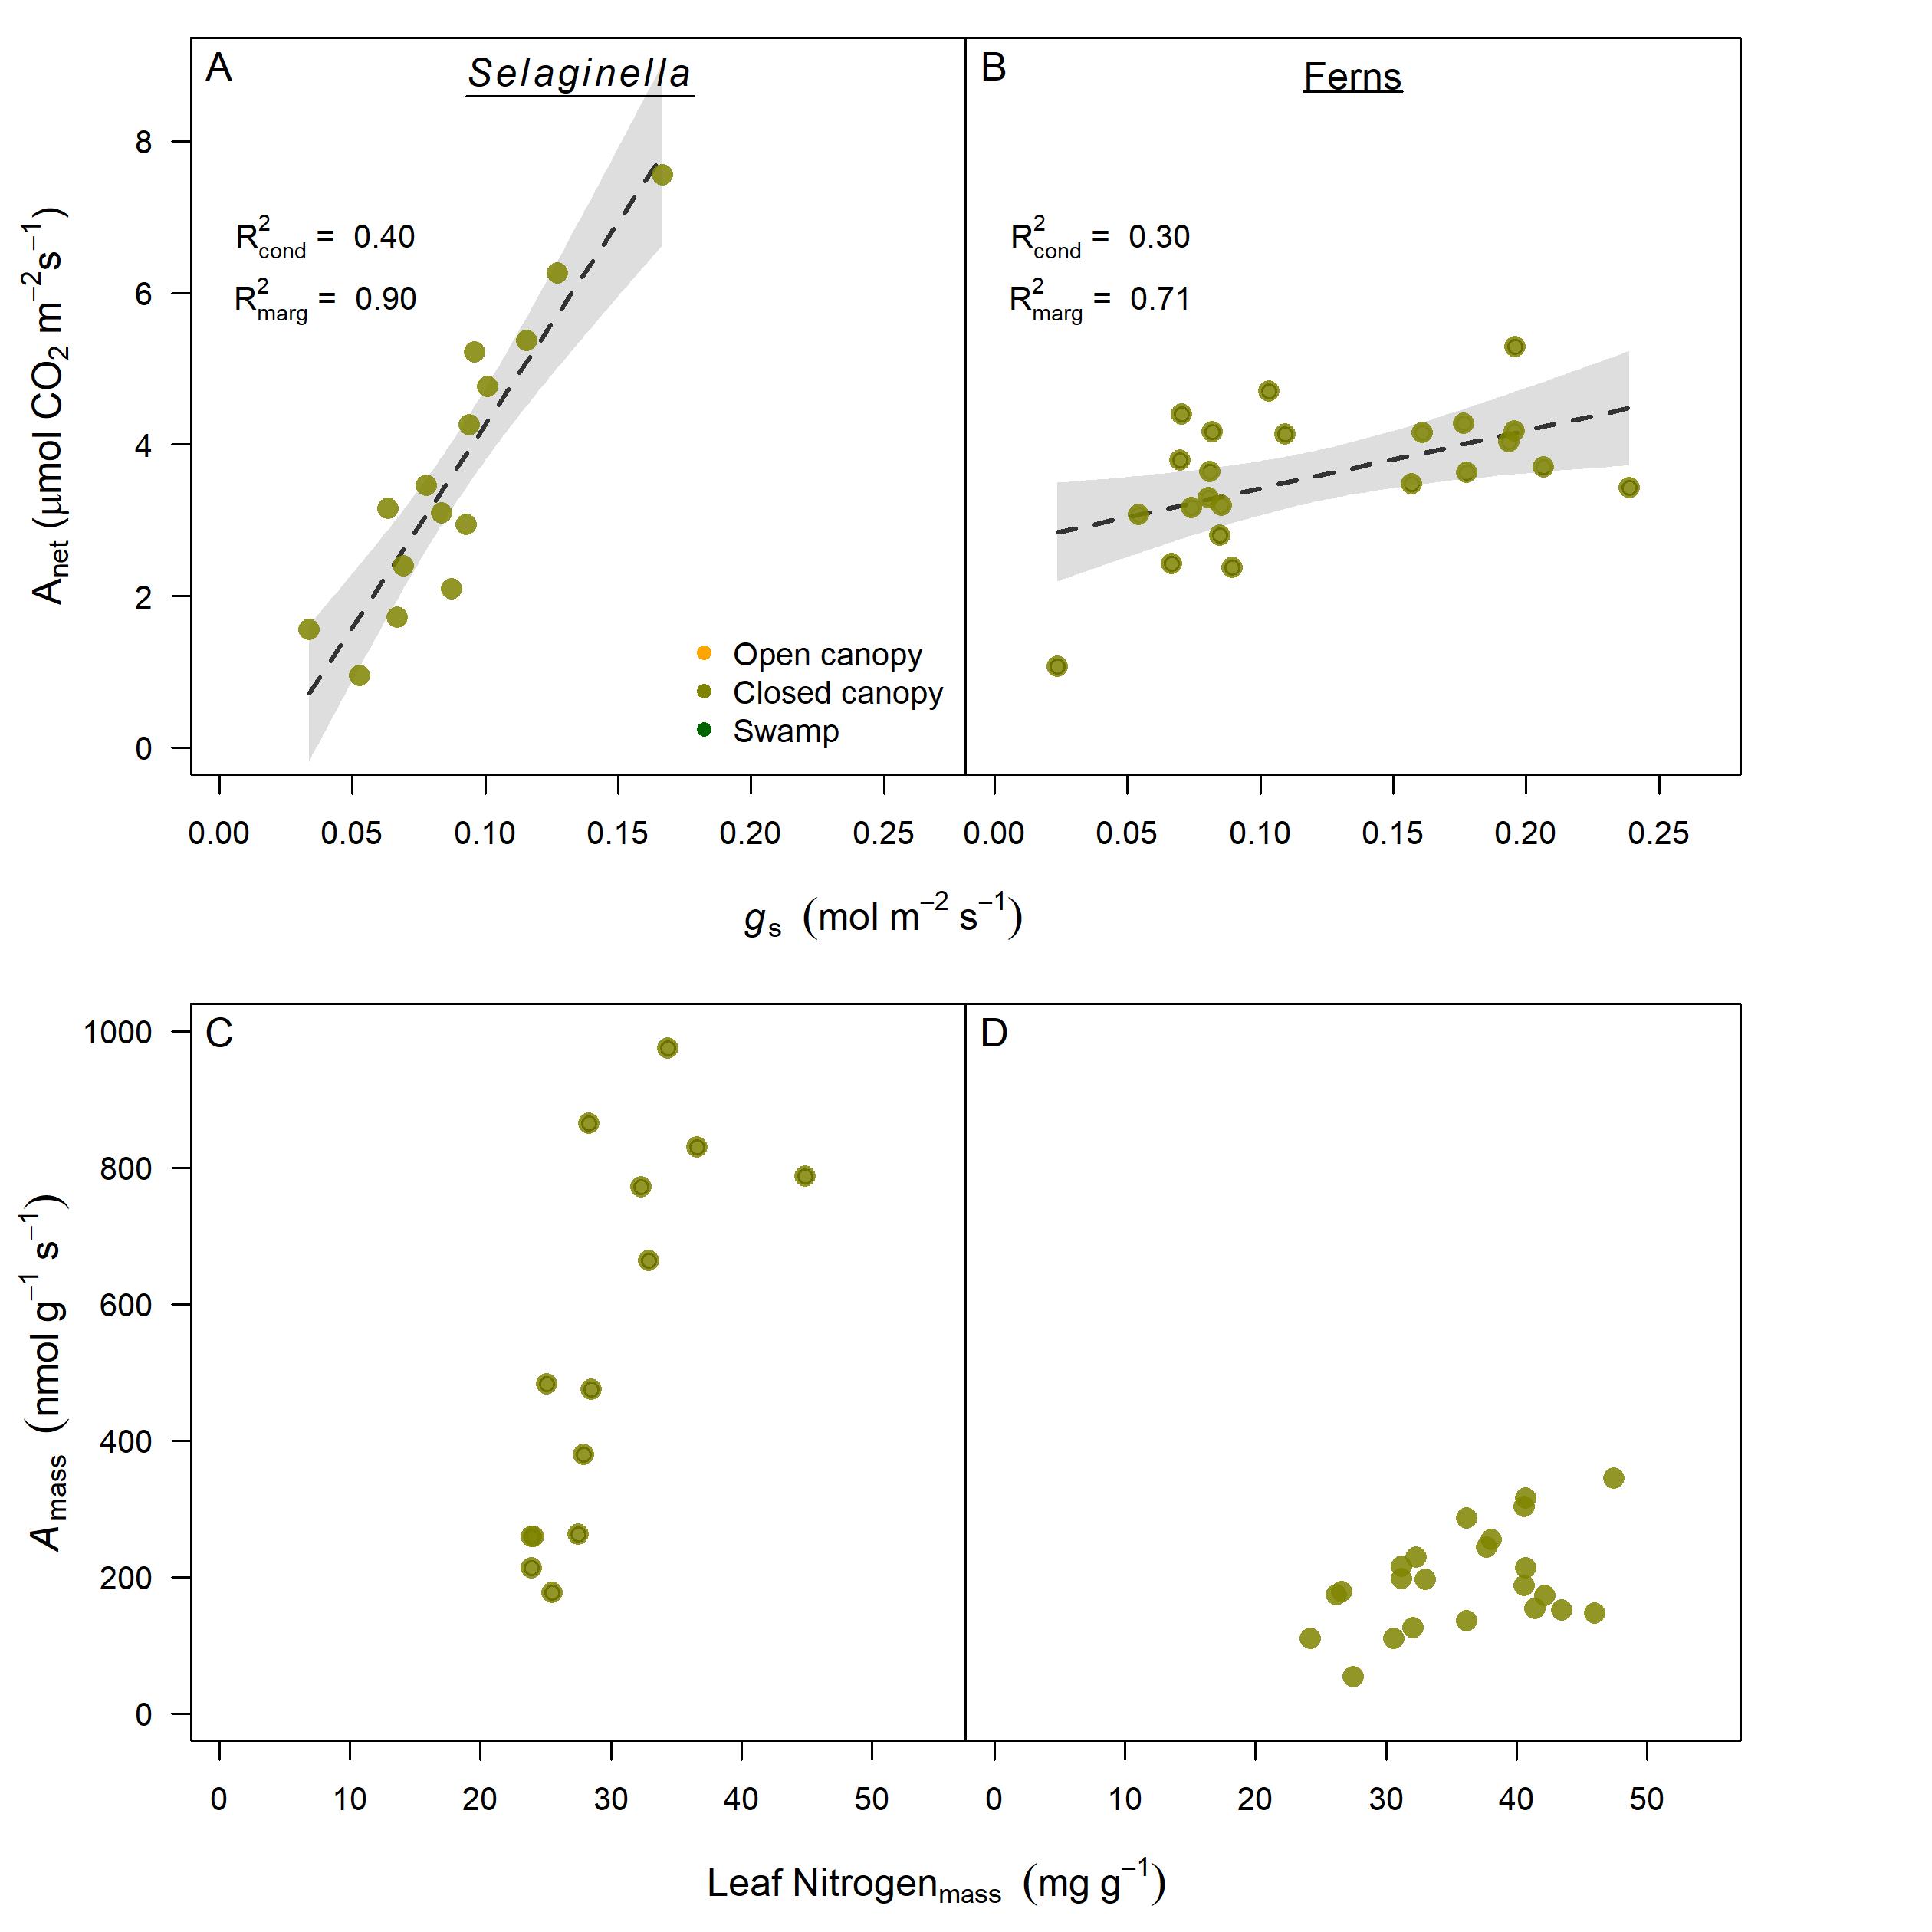 A
Selaginella
B
Ferns
R²cond = 0.40
R²marg = 0.90
R²cond = 0.30
R²marg = 0.71
Anet (μmol CO₂ m⁻²s⁻¹)
8
6
4
2
0
Open canopy
Closed canopy
Swamp
0.00 0.05 0.10 0.15 0.20 0.25 0.00 0.05 0.10 0.15 0.20 0.25
gs (mol m⁻² s⁻¹)
C
D
Amass (nmol g⁻¹ s⁻¹)
1000
800
600
400
200
0
0 10 20 30 40 50 0 10 20 30 40 50
Leaf Nitrogenmass (mg g⁻¹)